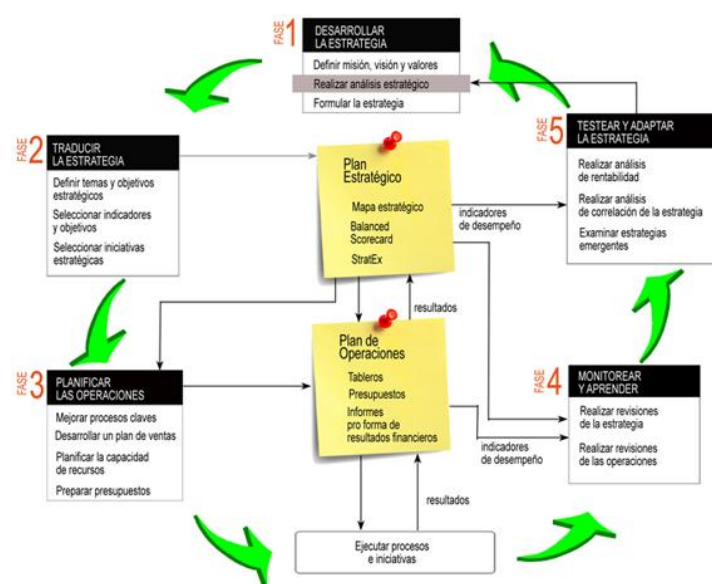 FASE 1
DESARROLLAR
LA ESTRATEGIA
Definir misión, visión y valores
Realizar análisis estratégico
Formular la estrategia
FASE 2
TRADUCIR
LA ESTRATEGIA
Definir temas y objetivos
estratégicos
Seleccionar indicadores
y objetivos
Seleccionar iniciativas
estratégicas
Plan
Estratégico
Mapa estratégico
Balanced
Scorecard
StratEx
indicadores
de desempeño
FASE 5
TESTEAR Y ADAPTAR
LA ESTRATEGIA
Realizar análisis
de rentabilidad
Realizar análisis
de correlación de la estrategia
Examinar estrategias
emergentes
resultados
FASE 3
PLANIFICAR
LAS OPERACIONES
Mejorar procesos claves
Desarrollar un plan de ventas
Planificar la capacidad
de recursos
Preparar presupuestos
Plan de
Operaciones
Tableros
Presupuestos
Informes
pro forma de
resultados financieros
indicadores
de desempeño
FASE 4
MONITOREAR
Y APRENDER
Realizar revisiones
de la estrategia
Realizar revisiones
de las operaciones
resultados
Ejecutar procesos
e iniciativas